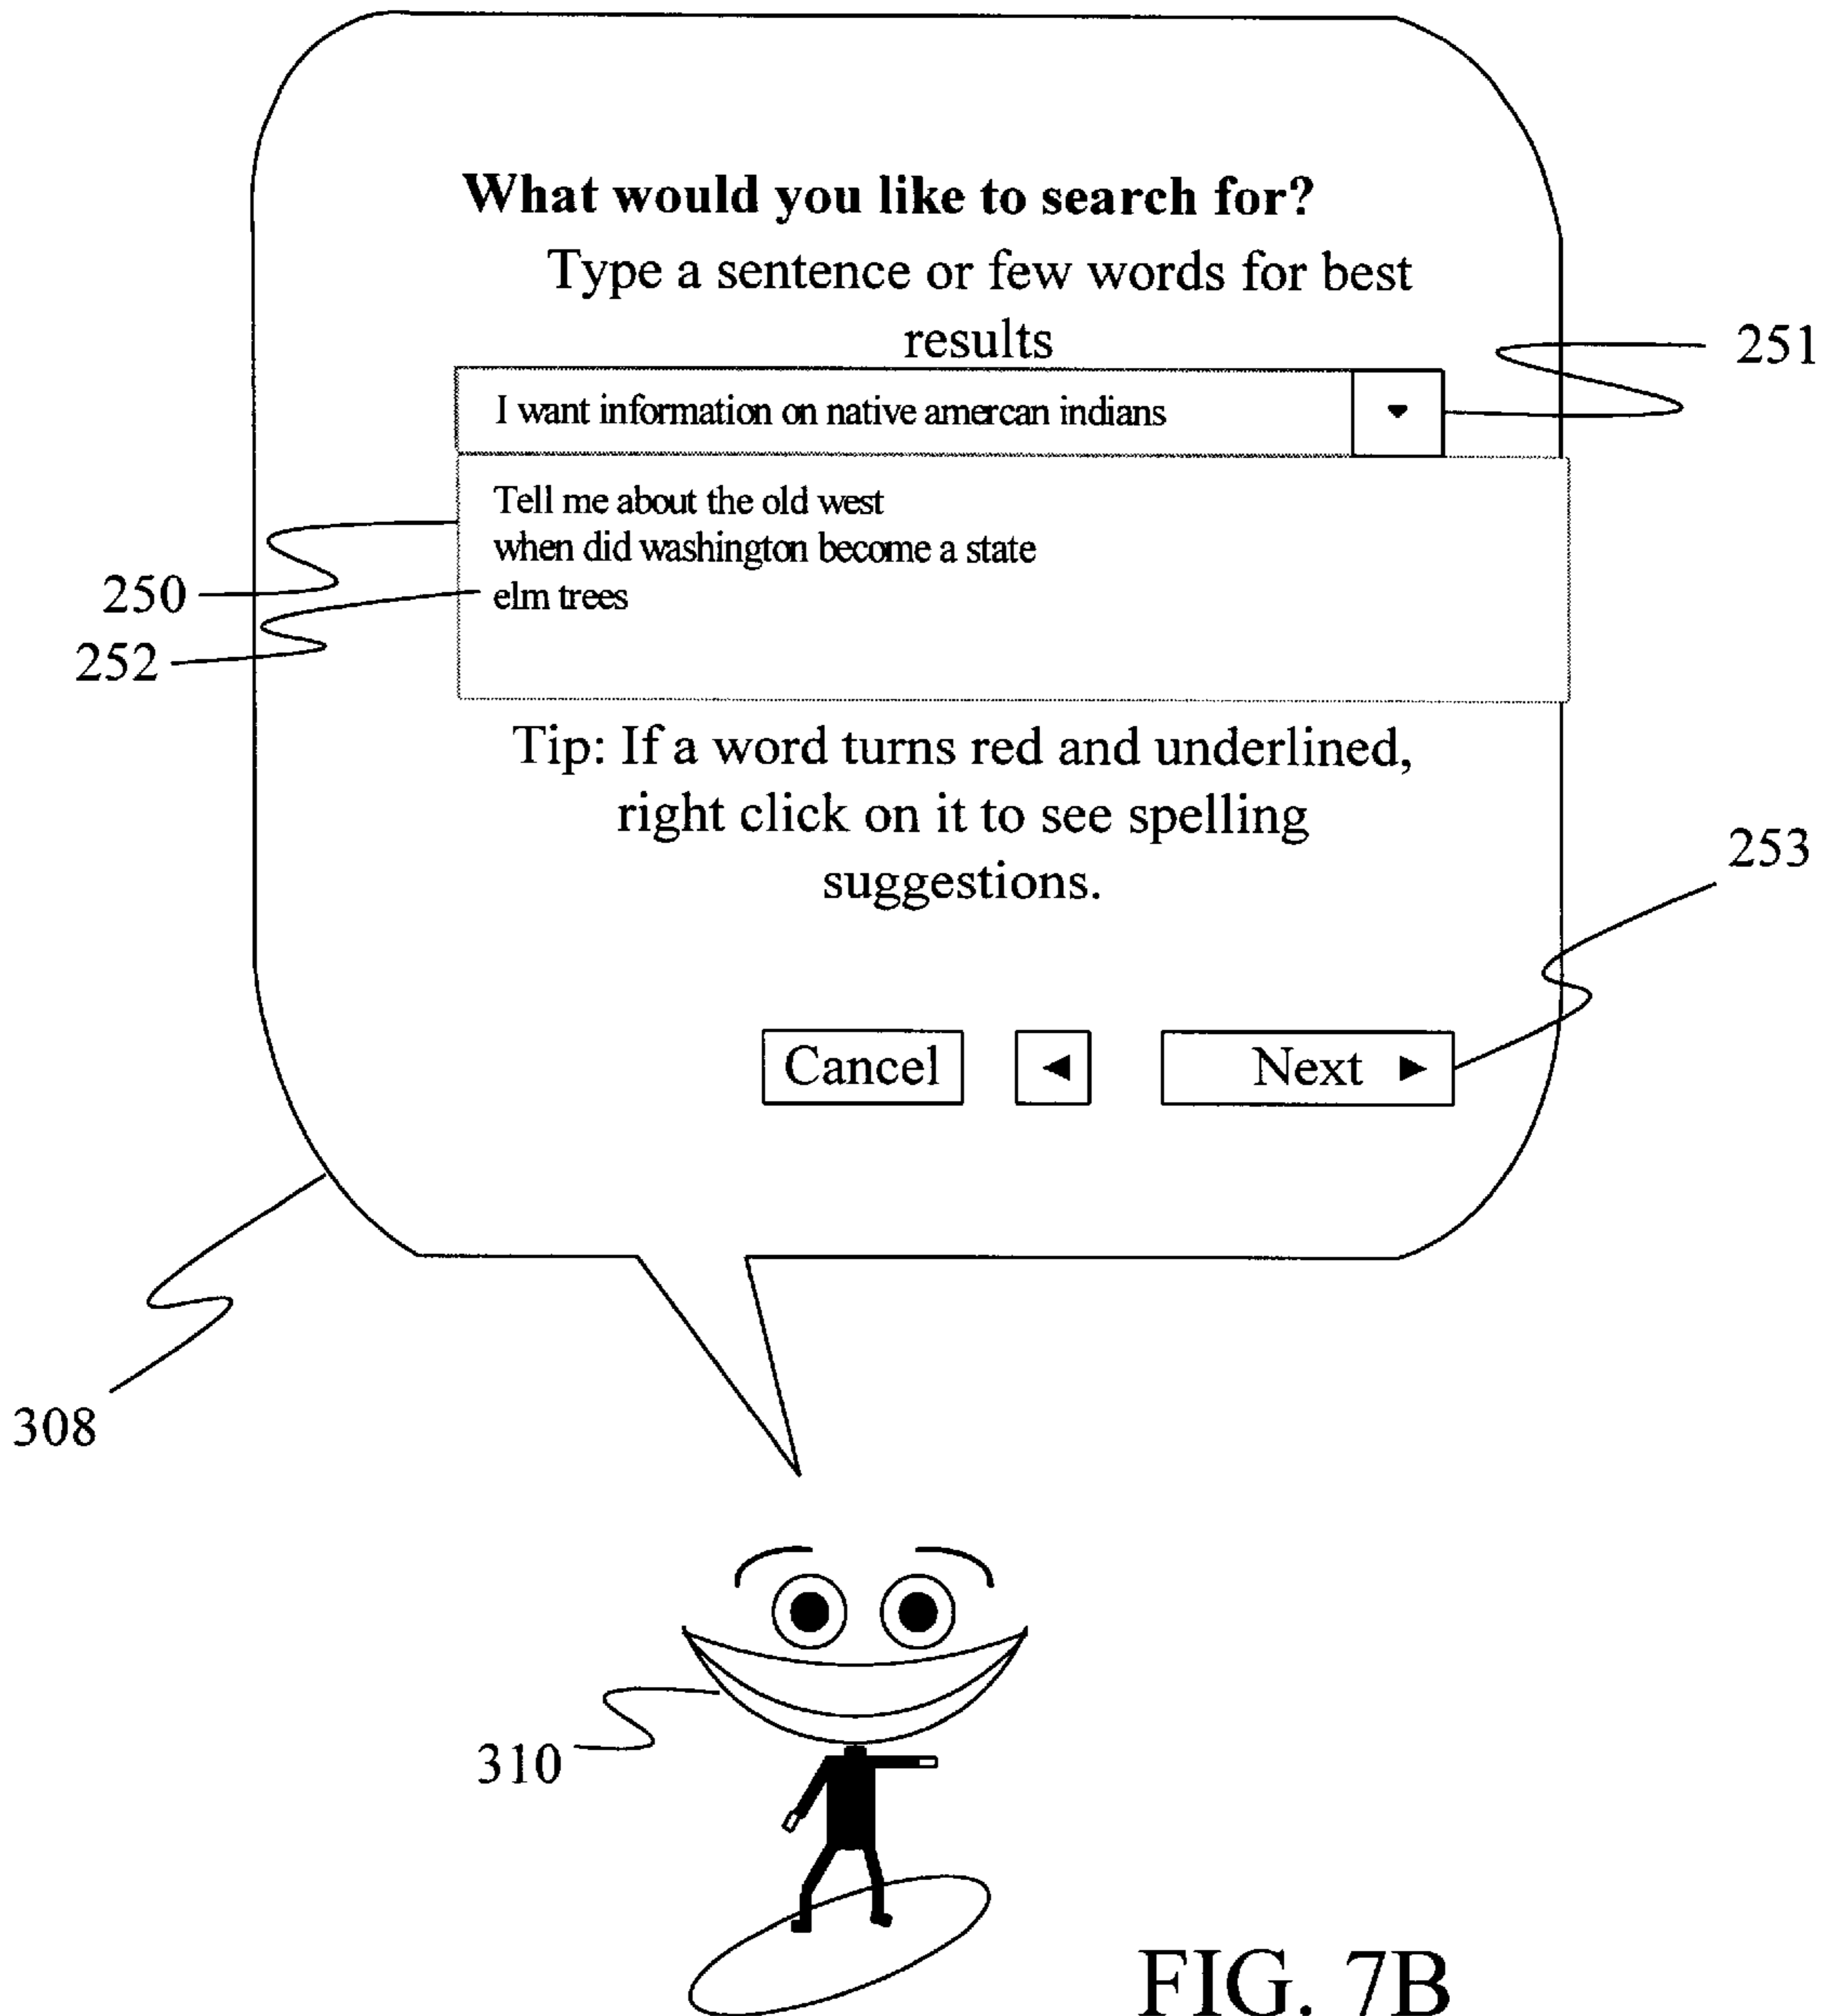 What would you like to search for?
Type a sentence or few words for best
results
251
I want information on native amercan indians
Tell me about the old west
when did washington become a state
250
elm trees
252
Tip: If a word turns red and underlined,
right click on it to see spelling
suggestions.
253
Cancel
Next
308
310
FIG. 7B